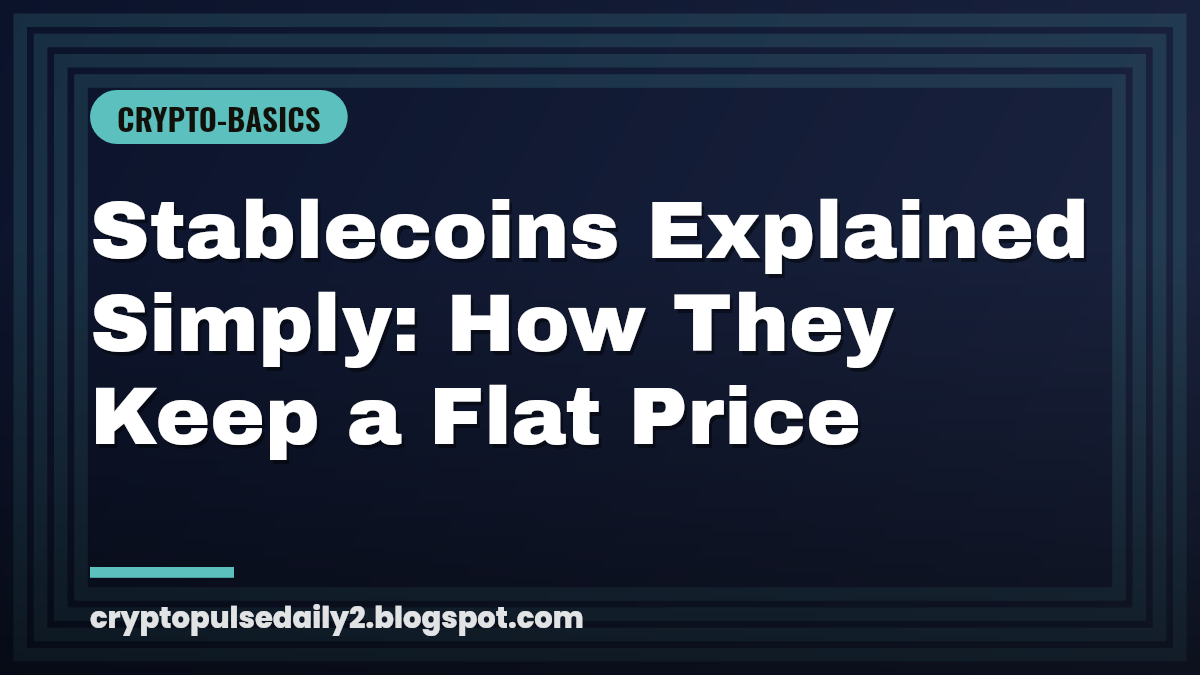 CRYPTO-BASICS
Stablecoins Explained
Simply: How They
Keep a Flat Price
cryptopulsedaily2.blogspot.com